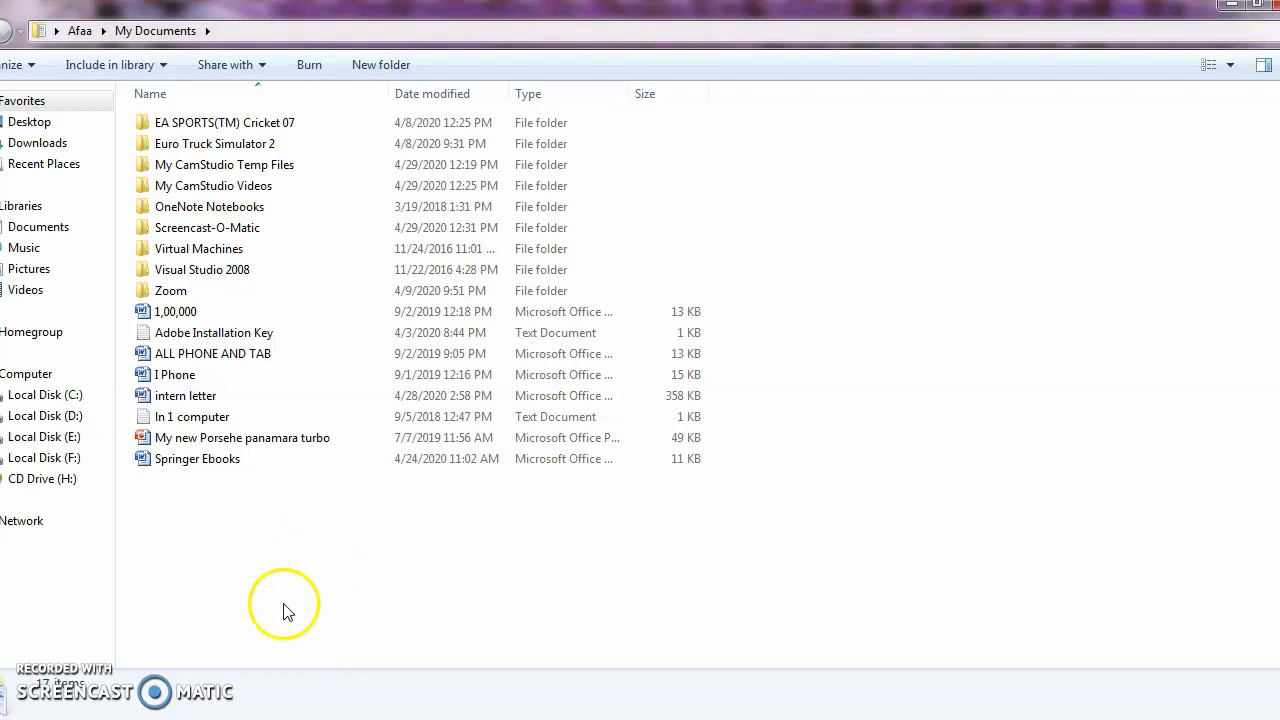 Afaa My Documents
nize Include in library Share with Burn New folder
Name Date modified Type Size
Favorites
Desktop
Downloads
Recent Places
Libraries
Documents
Music
Pictures
Videos
Homegroup
Computer
Local Disk (C:)
Local Disk (D:)
Local Disk (E:)
Local Disk (F:)
CD Drive (H:)
Network
EA SPORTS(TM) Cricket 07 4/8/2020 12:25 PM File folder
Euro Truck Simulator 2 4/8/2020 9:31 PM File folder
My CamStudio Temp Files 4/29/2020 12:19 PM File folder
My CamStudio Videos 4/29/2020 12:25 PM File folder
OneNote Notebooks 3/19/2018 1:31 PM File folder
Screencast-O-Matic 4/29/2020 12:31 PM File folder
Virtual Machines 11/24/2016 11:01 ... File folder
Visual Studio 2008 11/22/2016 4:28 PM File folder
Zoom 4/9/2020 9:51 PM File folder
1,00,000 9/2/2019 12:18 PM Microsoft Office ... 13 KB
Adobe Installation Key 4/3/2020 8:44 PM Text Document 1 KB
ALL PHONE AND TAB 9/2/2019 9:05 PM Microsoft Office ... 13 KB
I Phone 9/1/2019 12:16 PM Microsoft Office ... 15 KB
intern letter 4/28/2020 2:58 PM Microsoft Office ... 358 KB
In 1 computer 9/5/2018 12:47 PM Text Document 1 KB
My new Porsehe panamara turbo 7/7/2019 11:56 AM Microsoft Office P... 49 KB
Springer Ebooks 4/24/2020 11:02 AM Microsoft Office ... 11 KB
RECORDED WITH
17 items
SCREENCAST MATIC